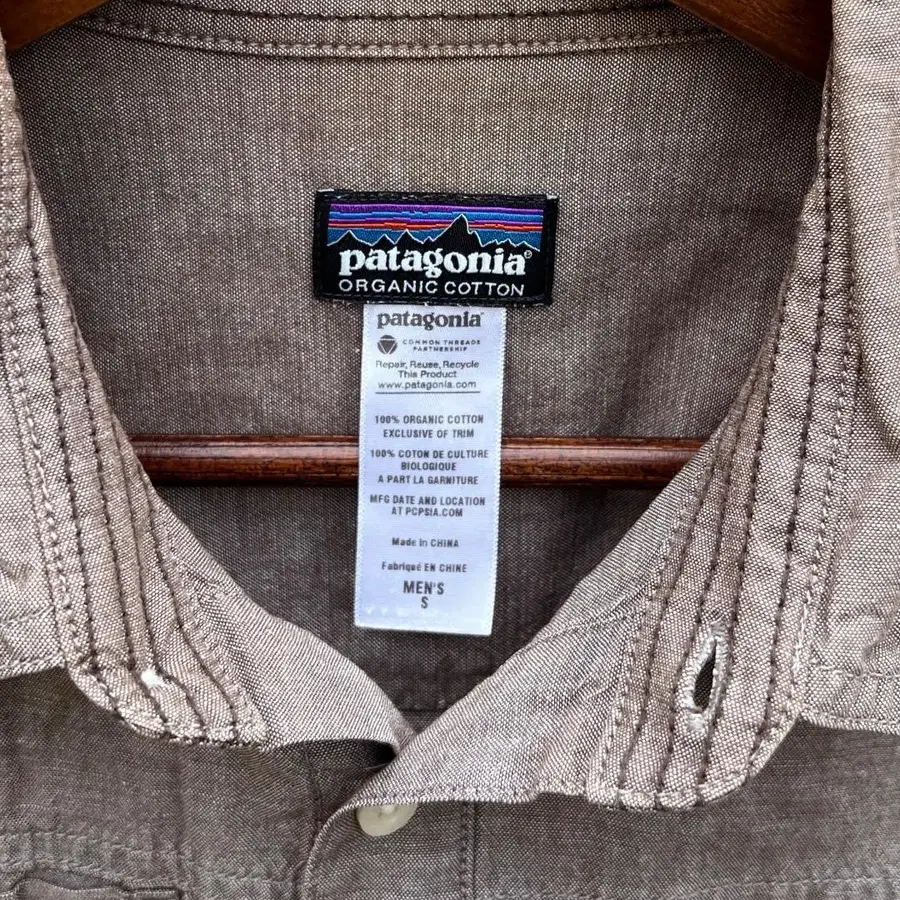 patagonia®
ORGANIC COTTON
patagonia®
COMMON THREADS
PARTNERSHIP
Repair, Reuse, Recycle
This Product
www.patagonia.com
100% ORGANIC COTTON
EXCLUSIVE OF TRIM
100% COTON DE CULTURE
BIOLOGIQUE
A PART LA GARNITURE
MFG DATE AND LOCATION
AT PCPSIA.COM
Made in CHINA
Fabriqué EN CHINE
MEN'S
S